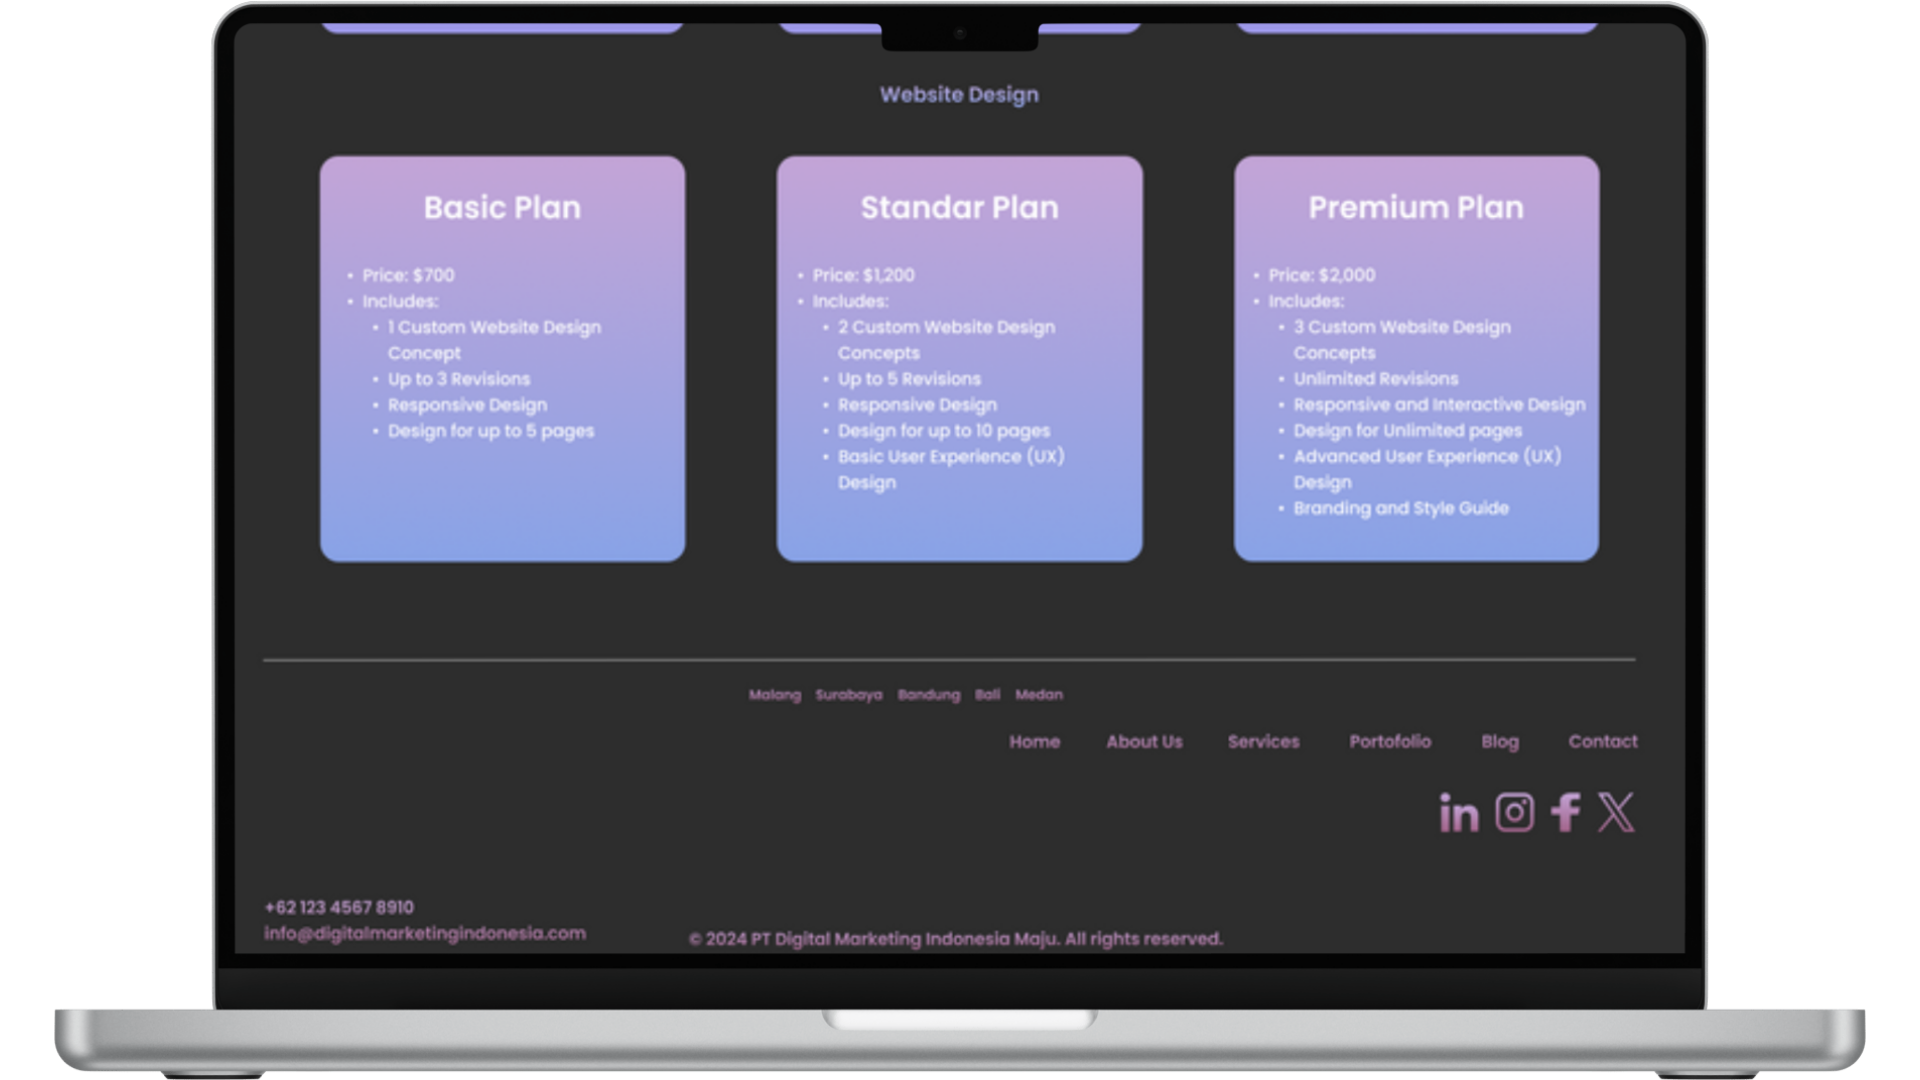 Website Design
Basic Plan
• Price: $700
• Includes:
• 1 Custom Website Design
Concept
• Up to 3 Revisions
• Responsive Design
• Design for up to 5 pages
Standar Plan
• Price: $1,200
• Includes:
• 2 Custom Website Design
Concepts
• Up to 5 Revisions
• Responsive Design
• Design for up to 10 pages
• Basic User Experience (UX)
Design
Premium Plan
• Price: $2,000
• Includes:
• 3 Custom Website Design
Concepts
• Unlimited Revisions
• Responsive and Interactive Design
• Design for Unlimited pages
• Advanced User Experience (UX)
Design
• Branding and Style Guide
Malang Surabaya Bandung Bali Medan
Home About Us Services Portofolio Blog Contact
+62 123 4567 8910
info@digitalmarketingindonesia.com
© 2024 PT Digital Marketing Indonesia Maju. All rights reserved.